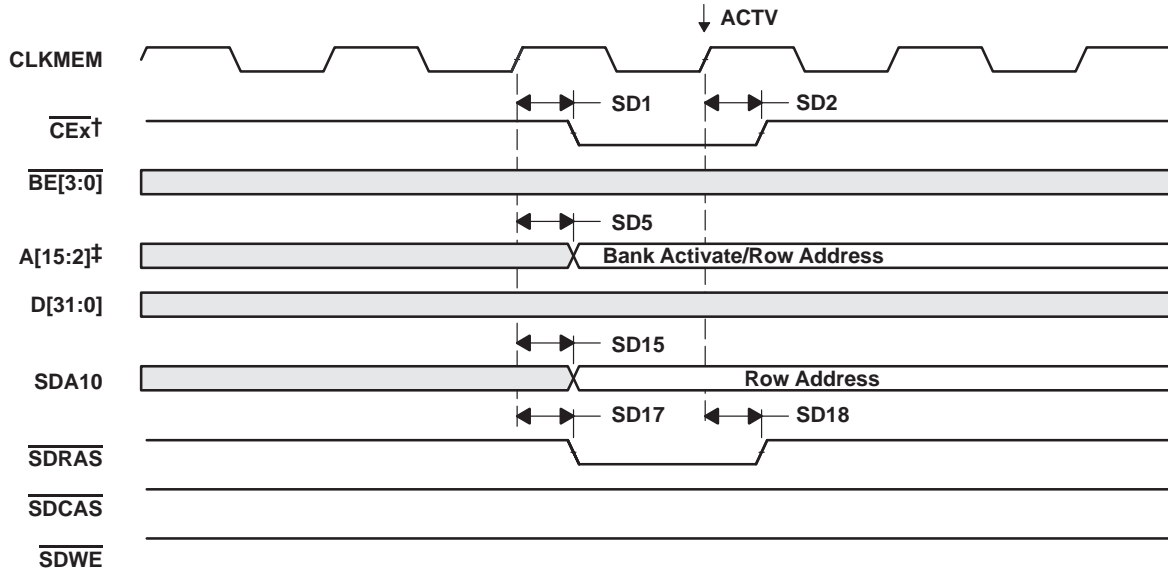 ACTV
CLKMEM
SD1 SD2
CEx†
BE[3:0]
SD5
A[15:2]‡ Bank Activate/Row Address
D[31:0]
SD15
SDA10 Row Address
SD17 SD18
SDRAS
SDCAS
SDWE